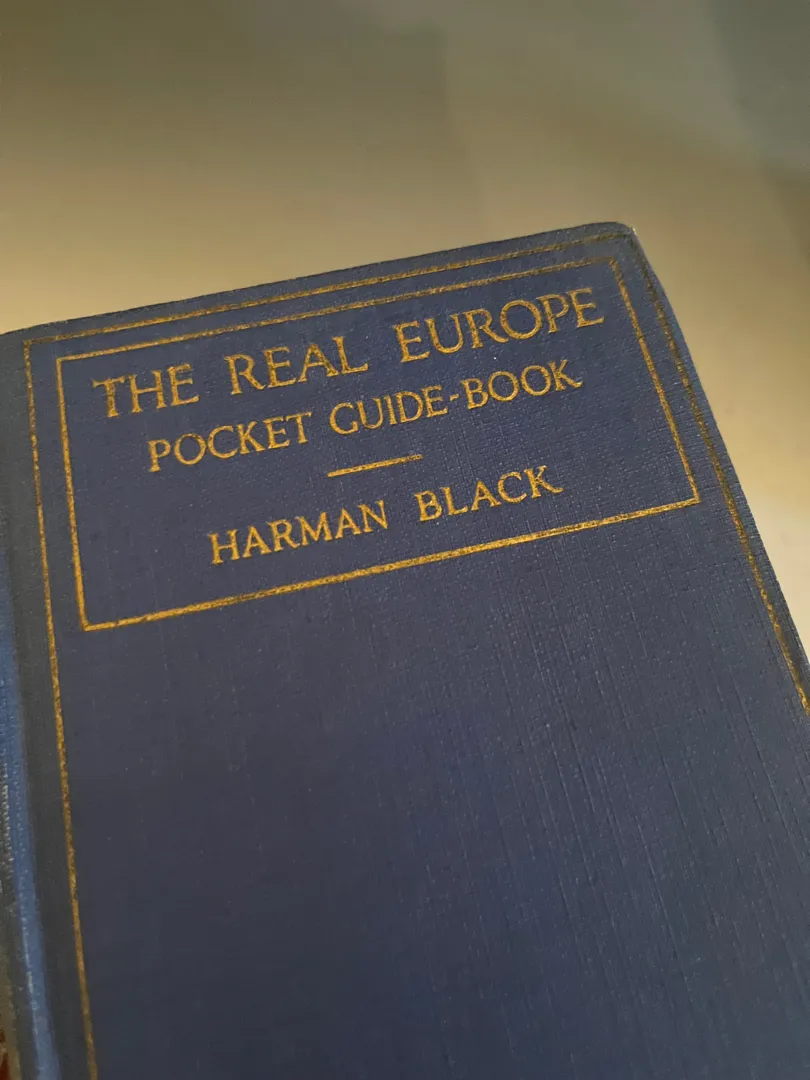 THE REAL EUROPE
POCKET GUIDE-BOOK
HARMAN BLACK